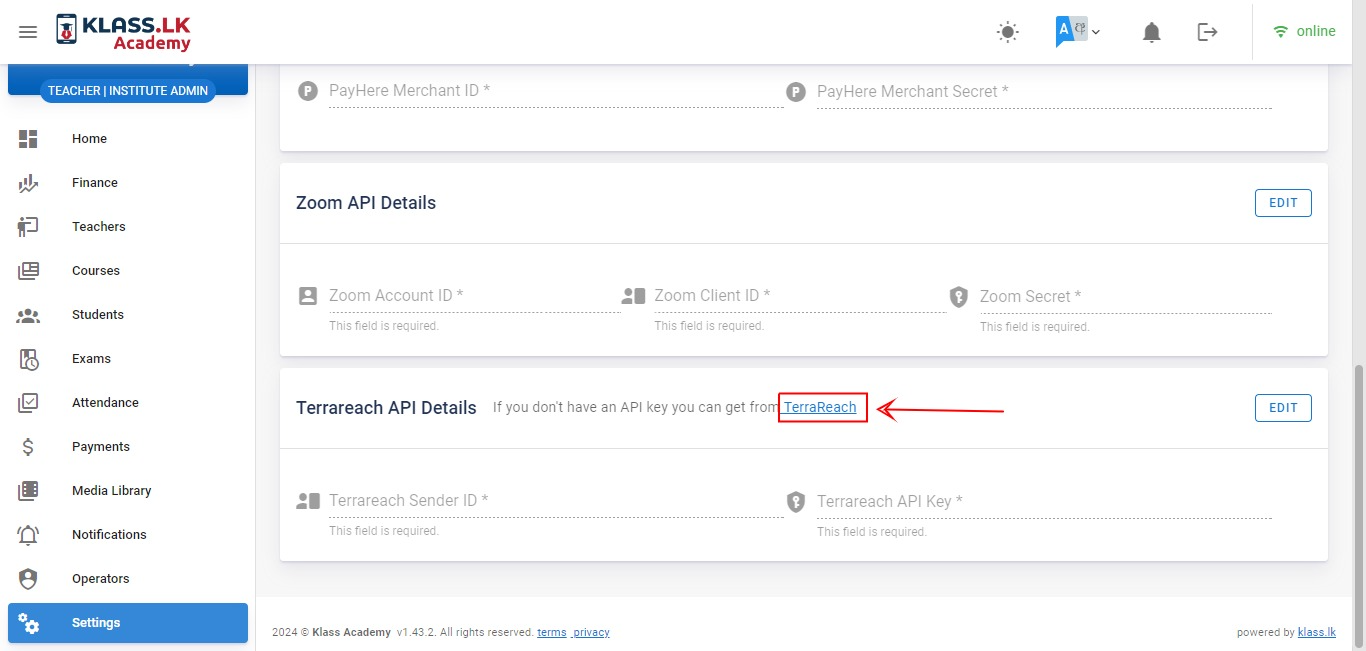 KLASS.LK
Academy
A
online
TEACHER | INSTITUTE ADMIN
Home
Finance
Teachers
Courses
Students
Exams
Attendance
Payments
Media Library
Notifications
Operators
Settings
P PayHere Merchant ID *
P PayHere Merchant Secret *
Zoom API Details
EDIT
Zoom Account ID *
This field is required.
Zoom Client ID *
This field is required.
Zoom Secret *
This field is required.
Terrareach API Details If you don't have an API key you can get from TerraReach
EDIT
Terrareach Sender ID *
This field is required.
Terrareach API Key *
This field is required.
2024 © Klass Academy v1.43.2. All rights reserved. terms privacy
powered by klass.lk